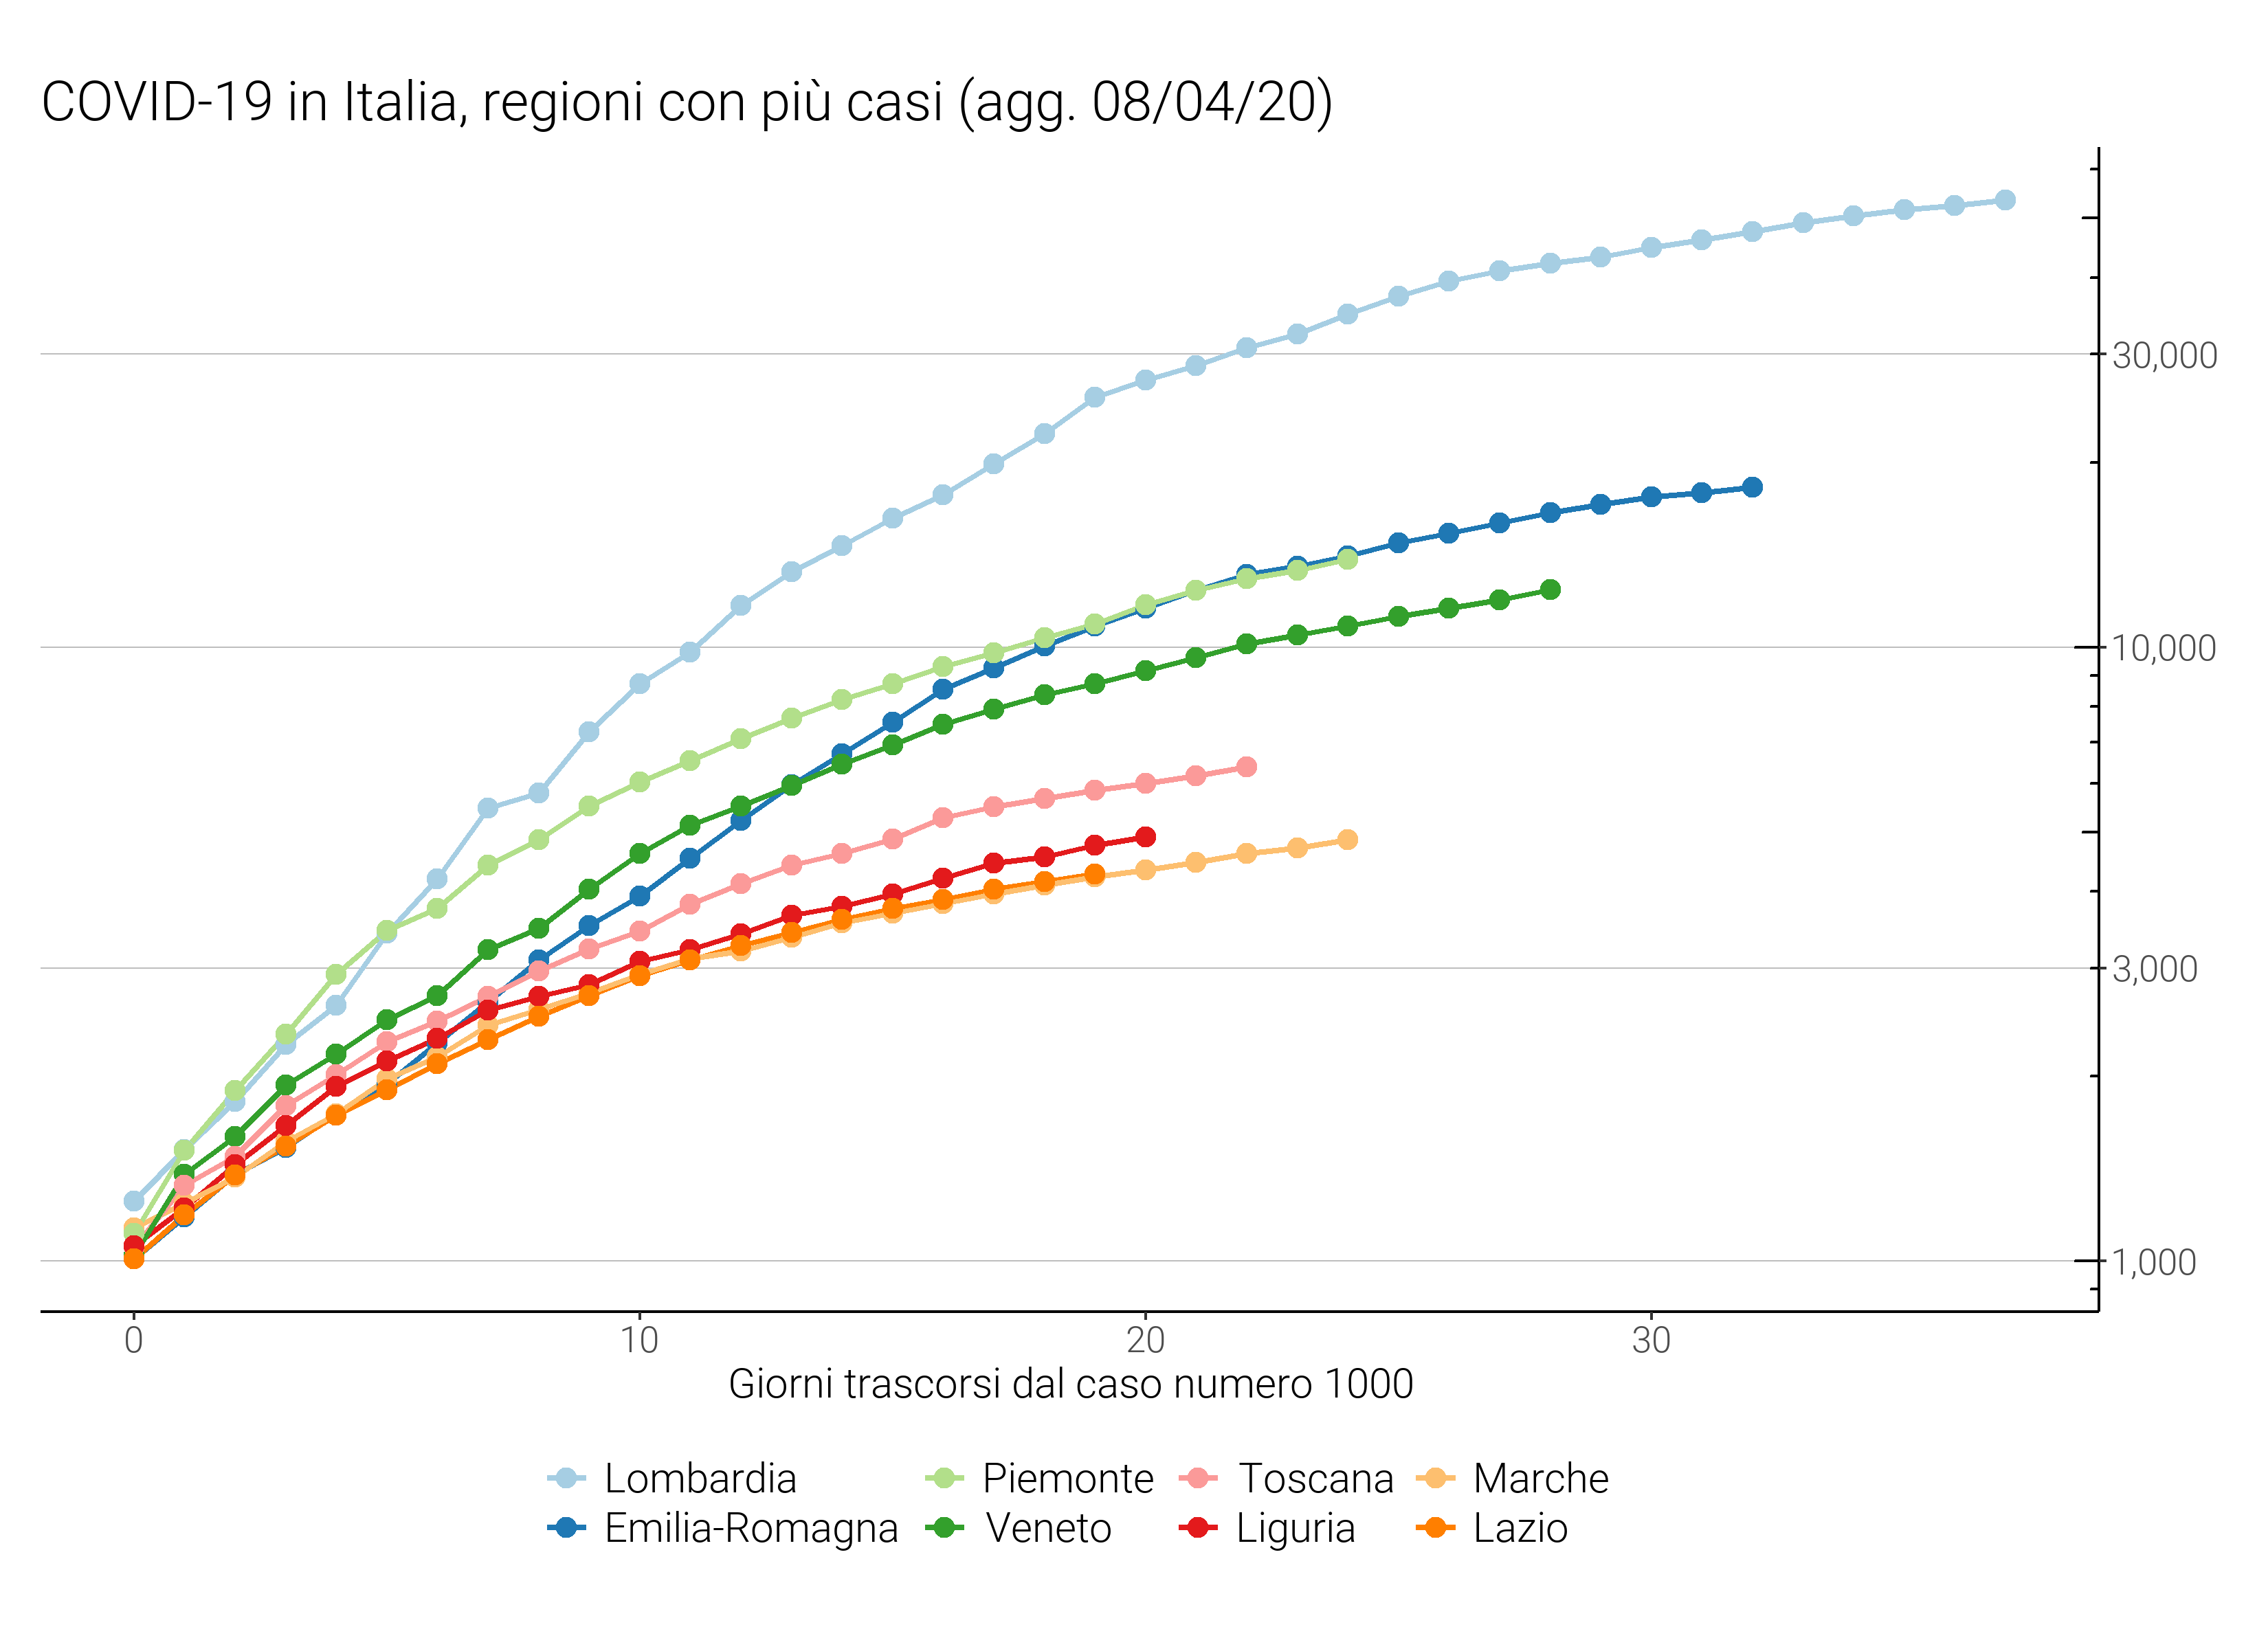 COVID-19 in Italia, regioni con più casi (agg. 08/04/20)
30,000
10,000
3,000
1,000
0 10 20 30
Giorni trascorsi dal caso numero 1000
Lombardia Piemonte Toscana Marche
Emilia-Romagna Veneto Liguria Lazio